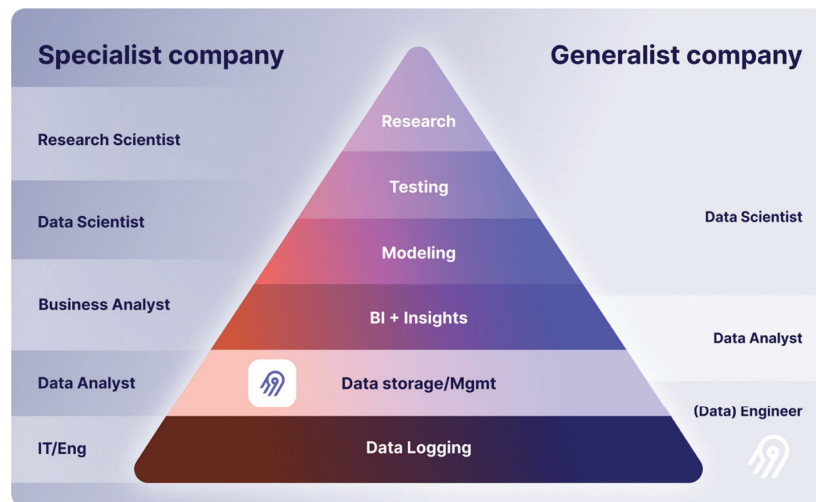 Specialist company
Generalist company
Research
Research Scientist
Testing
Data Scientist
Data Scientist
Modeling
Business Analyst
BI + Insights
Data Analyst
Data Analyst
Data storage/Mgmt
(Data) Engineer
IT/Eng
Data Logging